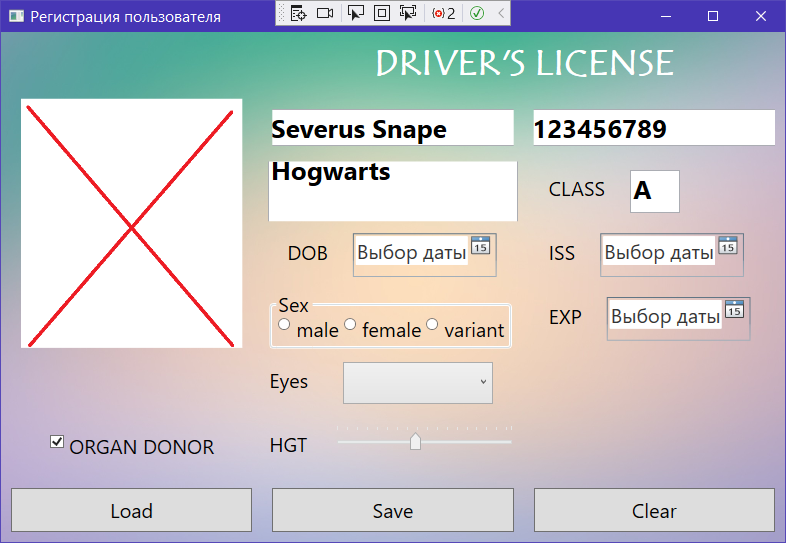 Регистрация пользователя
2
DRIVER'S LICENSE
Severus Snape
123456789
Hogwarts
CLASS
A
DOB
Выбор даты
15
ISS
Выбор даты
15
Sex
male
female
variant
EXP
Выбор даты
15
Eyes
ORGAN DONOR
HGT
Load
Save
Clear